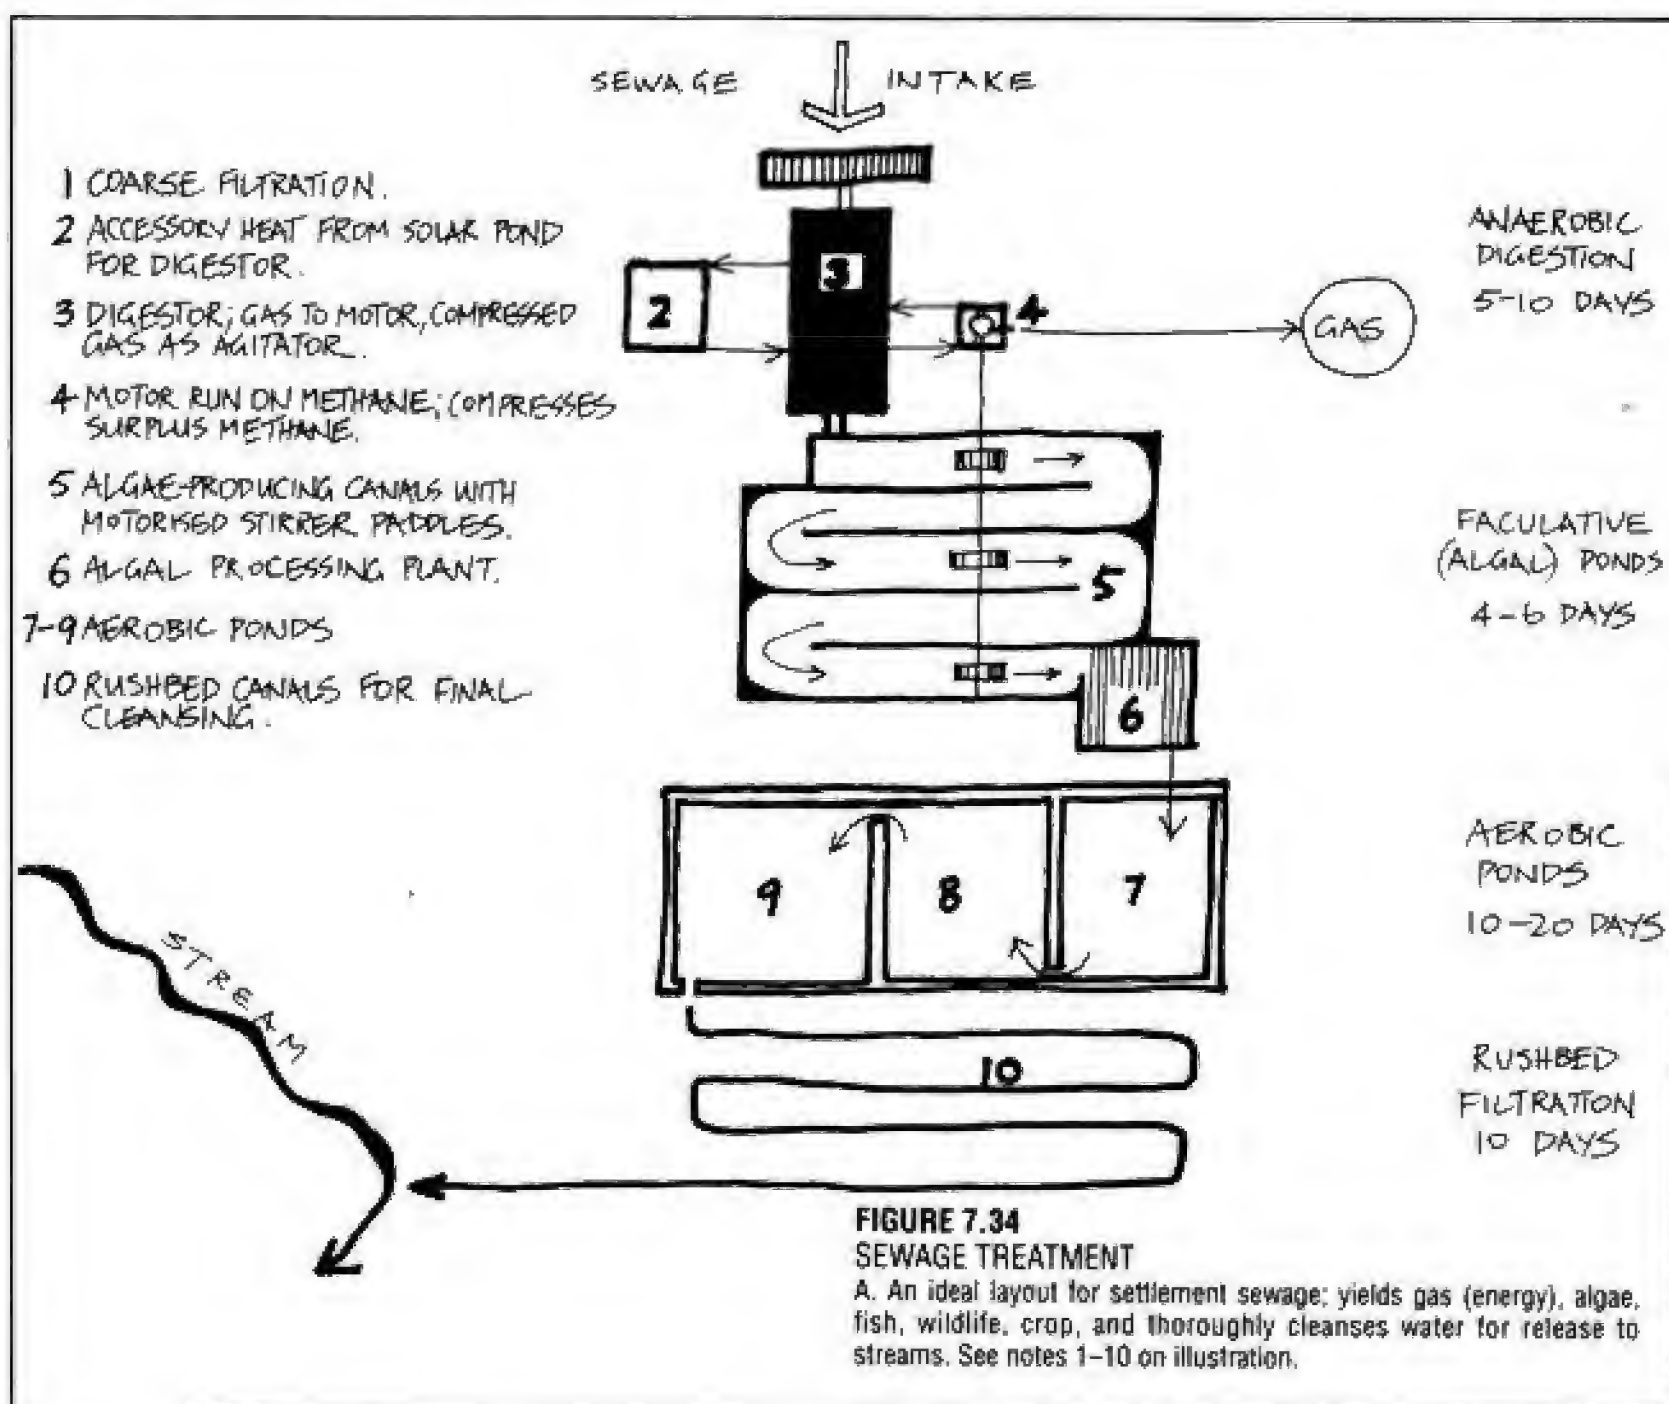 SEWAGE INTAKE
1 COARSE FILTRATION.
2 ACCESSORY HEAT FROM SOLAR POND
FOR DIGESTOR.
3 DIGESTOR; GAS TO MOTOR, COMPRESSED
GAS AS AGITATOR.
4 MOTOR RUN ON METHANE; COMPRESSES
SURPLUS METHANE.
5 ALGAE-PRODUCING CANALS WITH
MOTORISED STIRRER PADDLES.
6 ALGAL PROCESSING PLANT.
7-9 AEROBIC PONDS
10 RUSHBED CANALS FOR FINAL
CLEANSING.
3
2
4
GAS
5
6
9
8
7
10
STREAM
ANAEROBIC
DIGESTION
5-10 DAYS
FACULATIVE
(ALGAL) PONDS
4-6 DAYS
AEROBIC
PONDS
10-20 DAYS
RUSHBED
FILTRATION
10 DAYS
FIGURE 7.34
SEWAGE TREATMENT
A. An ideal layout for settlement sewage; yields gas (energy), algae,
fish, wildlife, crop, and thoroughly cleanses water for release to
streams. See notes 1-10 on illustration.